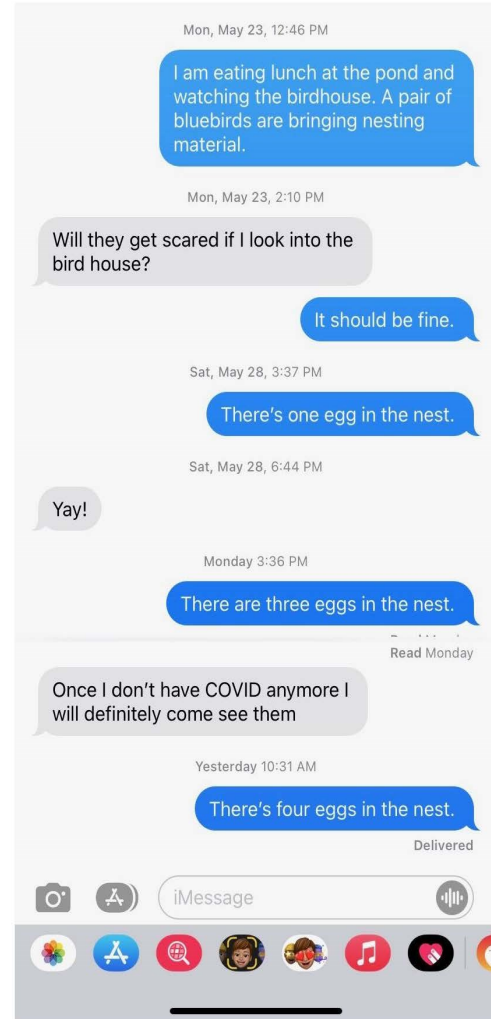 Mon, May 23, 12:46 PM
I am eating lunch at the pond and
watching the birdhouse. A pair of
bluebirds are bringing nesting
material.
Mon, May 23, 2:10 PM
Will they get scared if I look into the
bird house?
It should be fine.
Sat, May 28, 3:37 PM
There's one egg in the nest.
Sat, May 28, 6:44 PM
Yay!
Monday 3:36 PM
There are three eggs in the nest.
Read Monday
Once I don't have COVID anymore I
will definitely come see them
Yesterday 10:31 AM
There's four eggs in the nest.
Delivered
iMessage